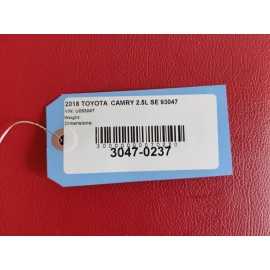 2018 TOYOTA CAMRY 2.5L SE 93047
VIN: U093047
Weight:
Dimensions:
3047-0237